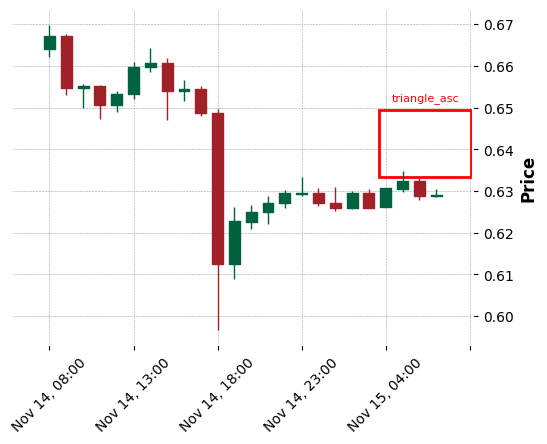 triangle_asc
0.67
0.66
0.65
0.64
0.63
0.62
0.61
0.60
Price
Nov 14, 08:00
Nov 14, 13:00
Nov 14, 18:00
Nov 14, 23:00
Nov 15, 04:00